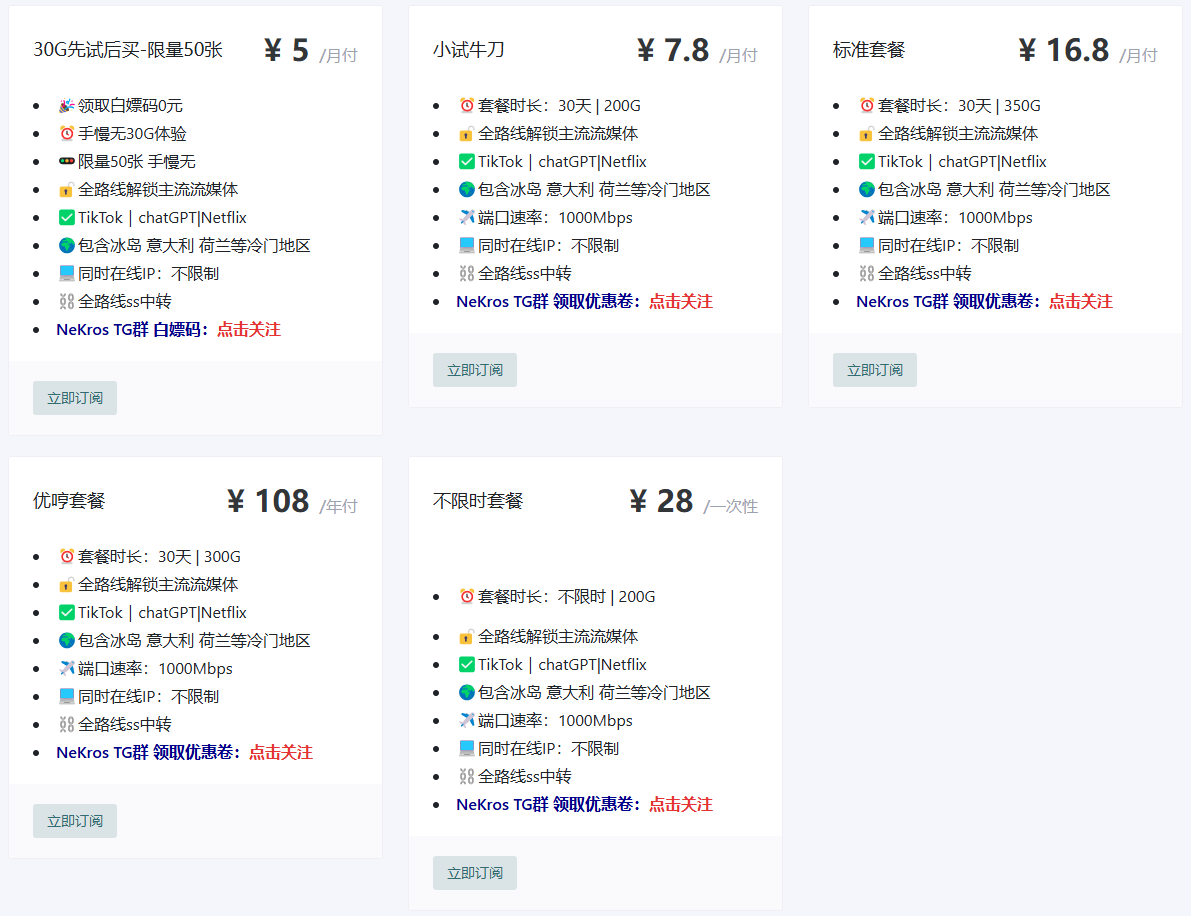 30G先试后买-限量50张
¥ 5 /月付
🎉领取白嫖码0元
⏰手慢无30G体验
🚥限量50张 手慢无
🔓全路线解锁主流流媒体
✅TikTok｜chatGPT|Netflix
🌍包含冰岛 意大利 荷兰等冷门地区
💻同时在线IP：不限制
⛓全路线ss中转
NeKros TG群 白嫖码：点击关注
立即订阅
小试牛刀
¥ 7.8 /月付
⏰套餐时长：30天 | 200G
🔓全路线解锁主流流媒体
✅TikTok｜chatGPT|Netflix
🌍包含冰岛 意大利 荷兰等冷门地区
✈️端口速率：1000Mbps
💻同时在线IP：不限制
⛓全路线ss中转
NeKros TG群 领取优惠卷：点击关注
立即订阅
标准套餐
¥ 16.8 /月付
⏰套餐时长：30天 | 350G
🔓全路线解锁主流流媒体
✅TikTok｜chatGPT|Netflix
🌍包含冰岛 意大利 荷兰等冷门地区
✈️端口速率：1000Mbps
💻同时在线IP：不限制
⛓全路线ss中转
NeKros TG群 领取优惠卷：点击关注
立即订阅
优哼套餐
¥ 108 /年付
⏰套餐时长：30天 | 300G
🔓全路线解锁主流流媒体
✅TikTok｜chatGPT|Netflix
🌍包含冰岛 意大利 荷兰等冷门地区
✈️端口速率：1000Mbps
💻同时在线IP：不限制
⛓全路线ss中转
NeKros TG群 领取优惠卷：点击关注
立即订阅
不限时套餐
¥ 28 /一次性
⏰套餐时长：不限时 | 200G
🔓全路线解锁主流流媒体
✅TikTok｜chatGPT|Netflix
🌍包含冰岛 意大利 荷兰等冷门地区
✈️端口速率：1000Mbps
💻同时在线IP：不限制
⛓全路线ss中转
NeKros TG群 领取优惠卷：点击关注
立即订阅